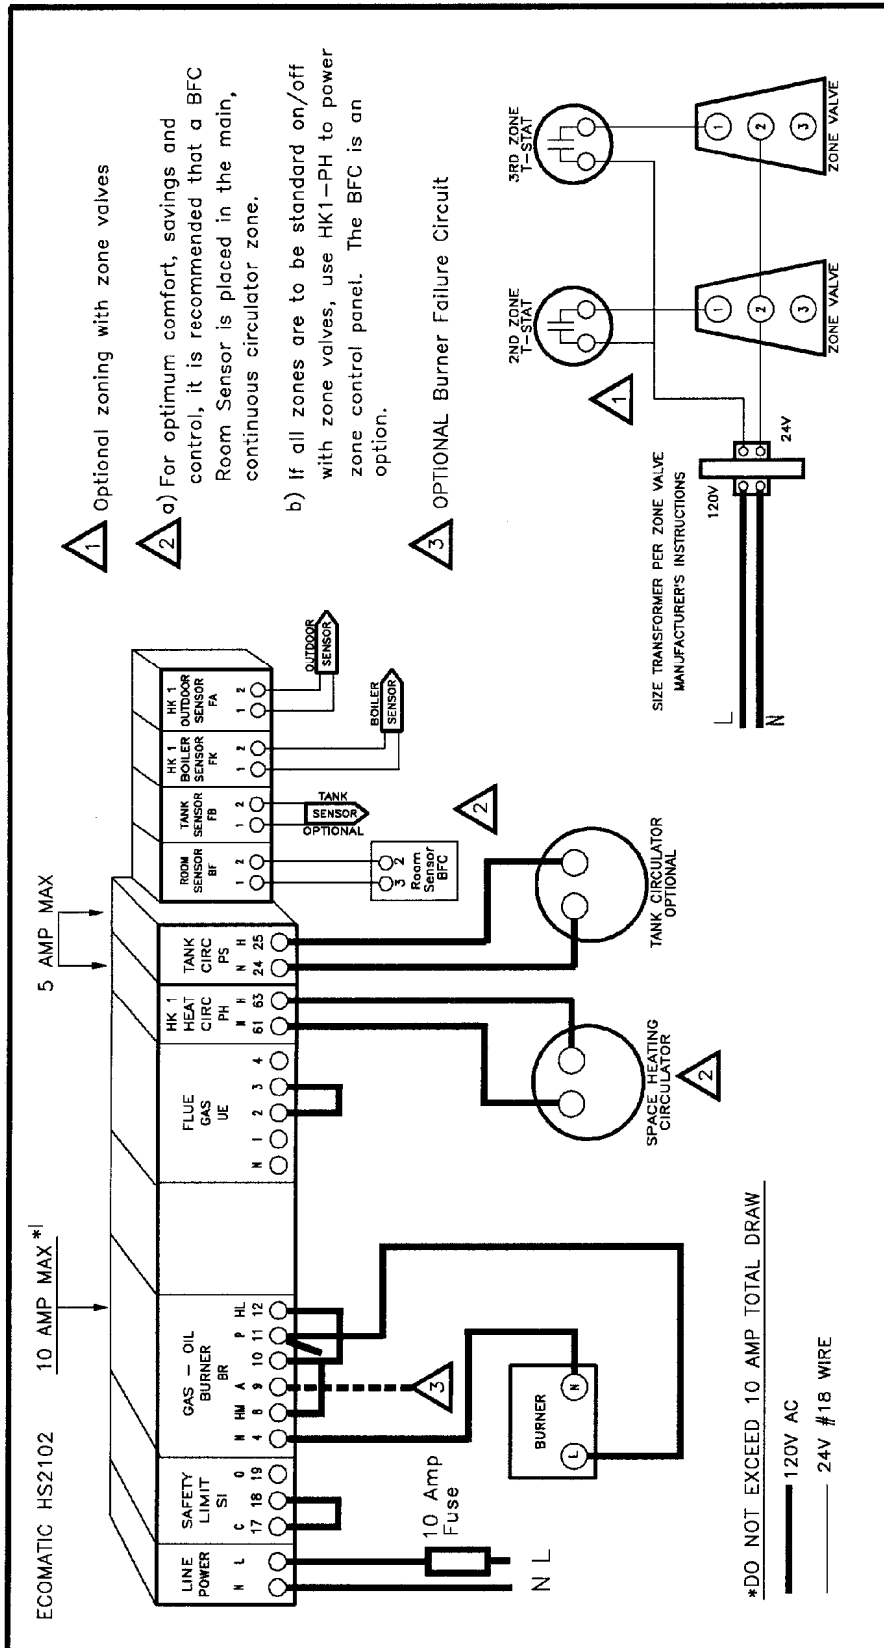 ECOMATIC HS2102
10 AMP MAX *
5 AMP MAX
LINE
POWER
N L
SAFETY
LIMIT
SI
C O
17 18 19
GAS – OIL
BURNER
BR
N HM A P HL
4 8 9 10 11 12
FLUE
GAS
UE
N 1 2 3 4
HK 1
HEAT
CIRC
PH
N H
61 63
TANK
CIRC
PS
N H
24 25
ROOM
SENSOR
BF
1 2
TANK
SENSOR
FB
1 2
HK 1
BOILER
SENSOR
FK
1 2
HK 1
OUTDOOR
SENSOR
FA
1 2
OUTDOOR
SENSOR
BOILER
SENSOR
TANK
SENSOR
OPTIONAL
3 2
Room
Sensor
BFC
2
3
10 Amp
Fuse
N L
BURNER
L N
SPACE HEATING
CIRCULATOR
2
TANK CIRCULATOR
OPTIONAL
*DO NOT EXCEED 10 AMP TOTAL DRAW
120V AC
24V #18 WIRE
1 Optional zoning with zone valves
2 a) For optimum comfort, savings and
control, it is recommended that a BFC
Room Sensor is placed in the main,
continuous circulator zone.
b) If all zones are to be standard on/off
with zone valves, use HK1–PH to power
zone control panel. The BFC is an
option.
3 OPTIONAL Burner Failure Circuit
SIZE TRANSFORMER PER ZONE VALVE
MANUFACTURER'S INSTRUCTIONS
L
N
120V
24V
1
2ND ZONE
T–STAT
3RD ZONE
T–STAT
1 2 3
ZONE VALVE
1 2 3
ZONE VALVE